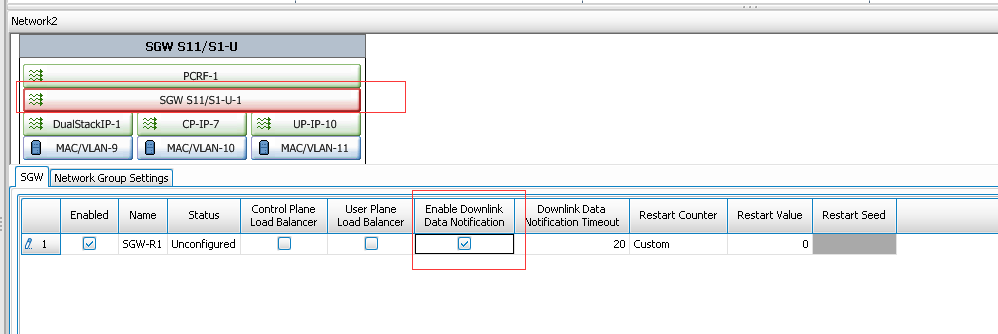 Network2
SGW S11/S1-U
PCRF-1
SGW S11/S1-U-1
DualStackIP-1 CP-IP-7 UP-IP-10
MAC/VLAN-9 MAC/VLAN-10 MAC/VLAN-11
SGW Network Group Settings
Enabled Name Status Control Plane Load Balancer User Plane Load Balancer Enable Downlink Data Notification Downlink Data Notification Timeout Restart Counter Restart Value Restart Seed
1 SGW-R1 Unconfigured 20 Custom 0